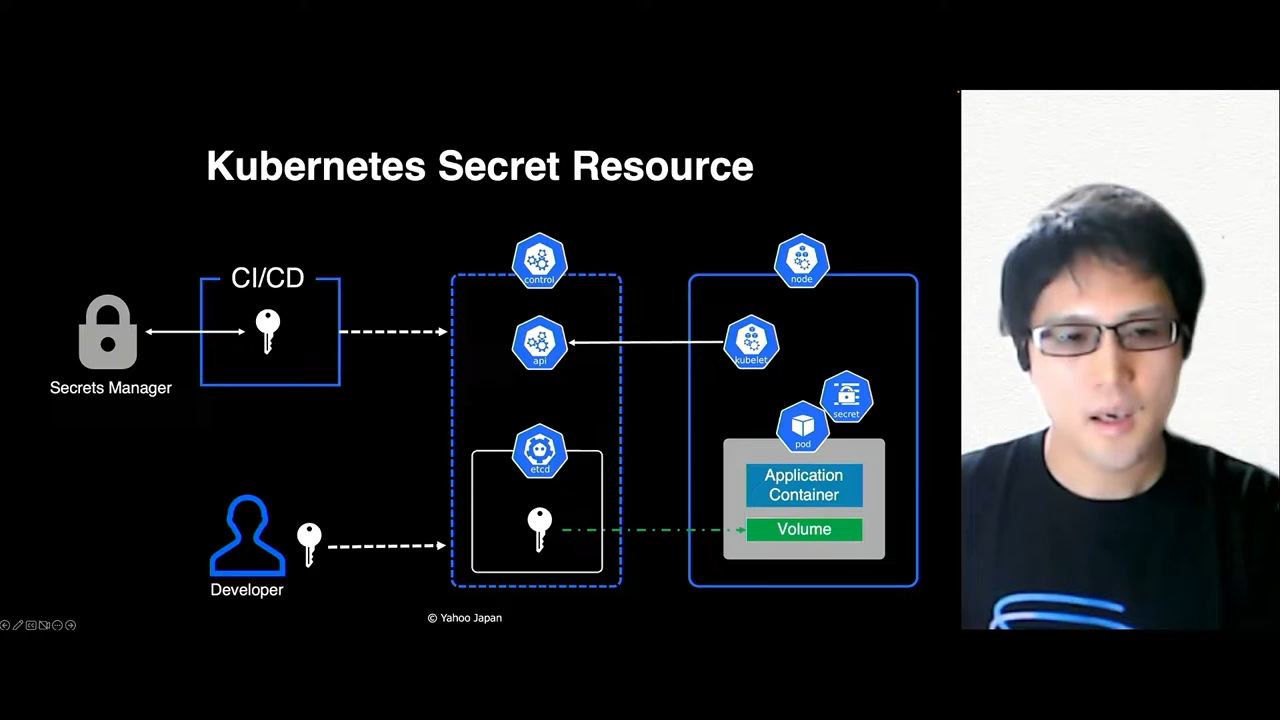 Kubernetes Secret Resource
CI/CD
control
node
api
kubelet
Secrets Manager
secret
pod
etcd
Application
Container
Volume
Developer
© Yahoo Japan